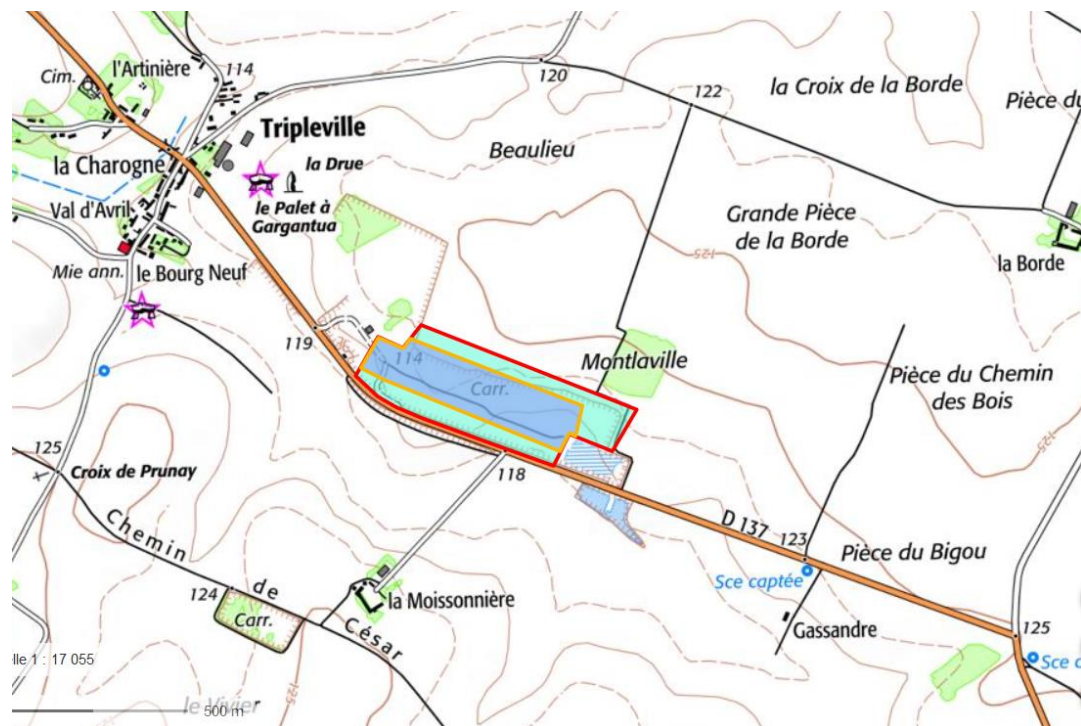 Cim.
l'Artinière
114
120
122
la Croix de la Borde
Pièce du
Tripleville
Beaulieu
la Charogne
la Drue
le Palet à
Gargantua
Val d'Avril
Grande Pièce
de la Borde
Mie ann.
le Bourg Neuf
125
la Borde
119
114
Carr.
Montlaville
Pièce du Chemin
des Bois
125
Croix de Prunay
118
125
Chemin de César
D 137
123
Pièce du Bigou
Sce captée
124
Carr.
la Moissonnière
Gassandre
125
Sce c
lle 1 : 17 055
125
le Vivier
500 m